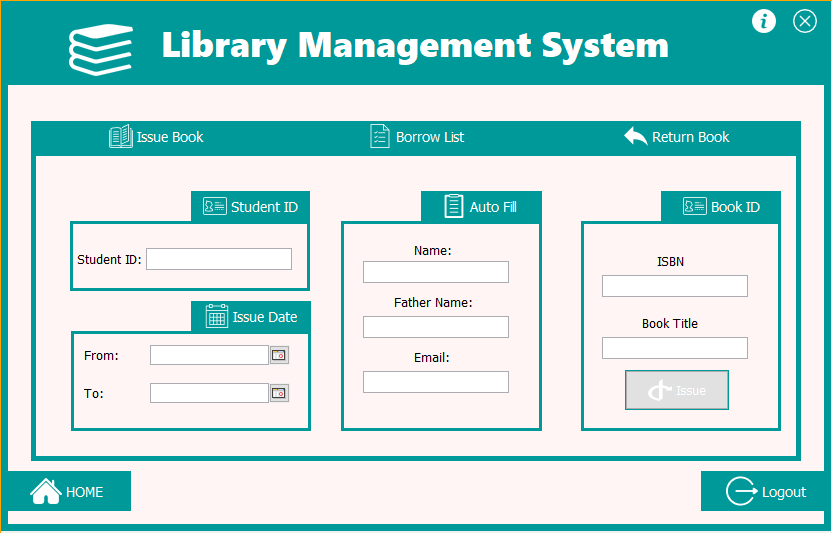 Library Management System
Issue Book
Borrow List
Return Book
Student ID
Student ID:
Issue Date
From:
To:
Auto Fill
Name:
Father Name:
Email:
Book ID
ISBN
Book Title
Issue
HOME
Logout